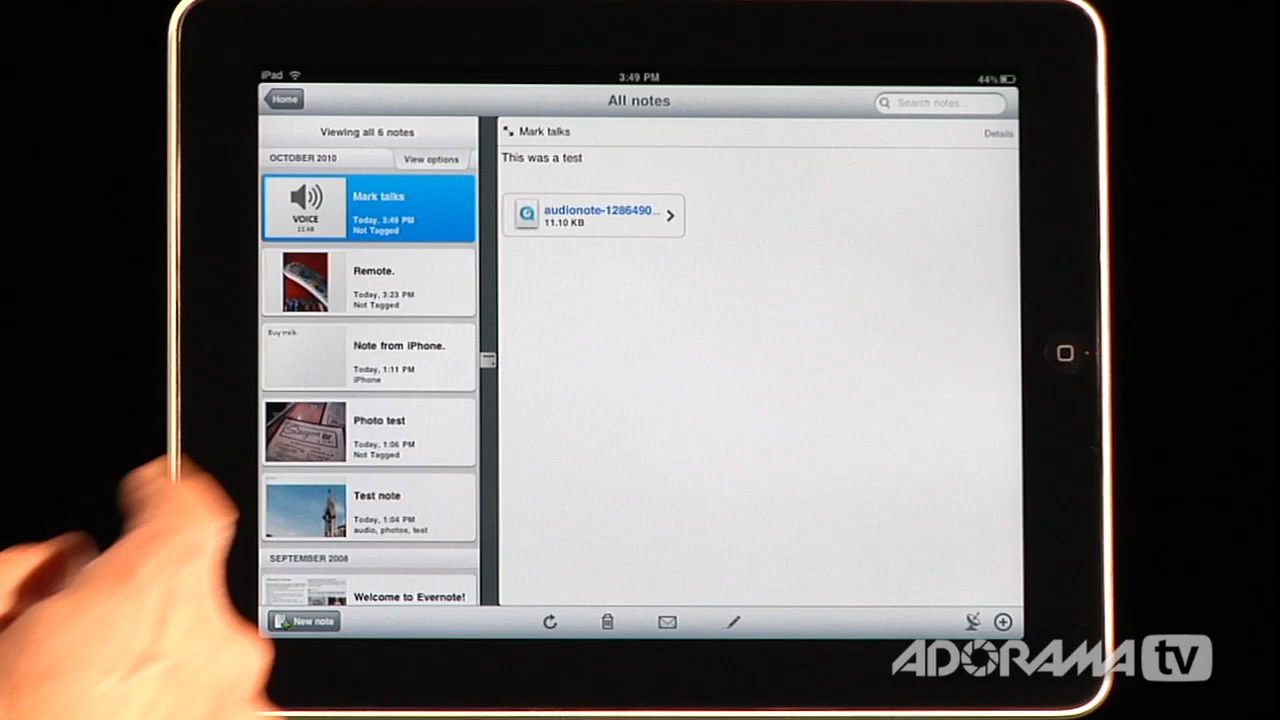 iPad
3:49 PM
44%
Home
All notes
Search notes...
Viewing all 6 notes
OCTOBER 2010
View options
VOICE
11 KB
Mark talks
Today, 3:49 PM
Not Tagged
Remote.
Today, 3:23 PM
Not Tagged
Buy milk.
Note from iPhone.
Today, 1:11 PM
iPhone
Photo test
Today, 1:06 PM
Not Tagged
Test note
Today, 1:04 PM
audio, photos, test
SEPTEMBER 2008
Welcome to Evernote!
New note
Mark talks
Details
This was a test
audionote-1286490...
11.10 KB
ADORAMA tv